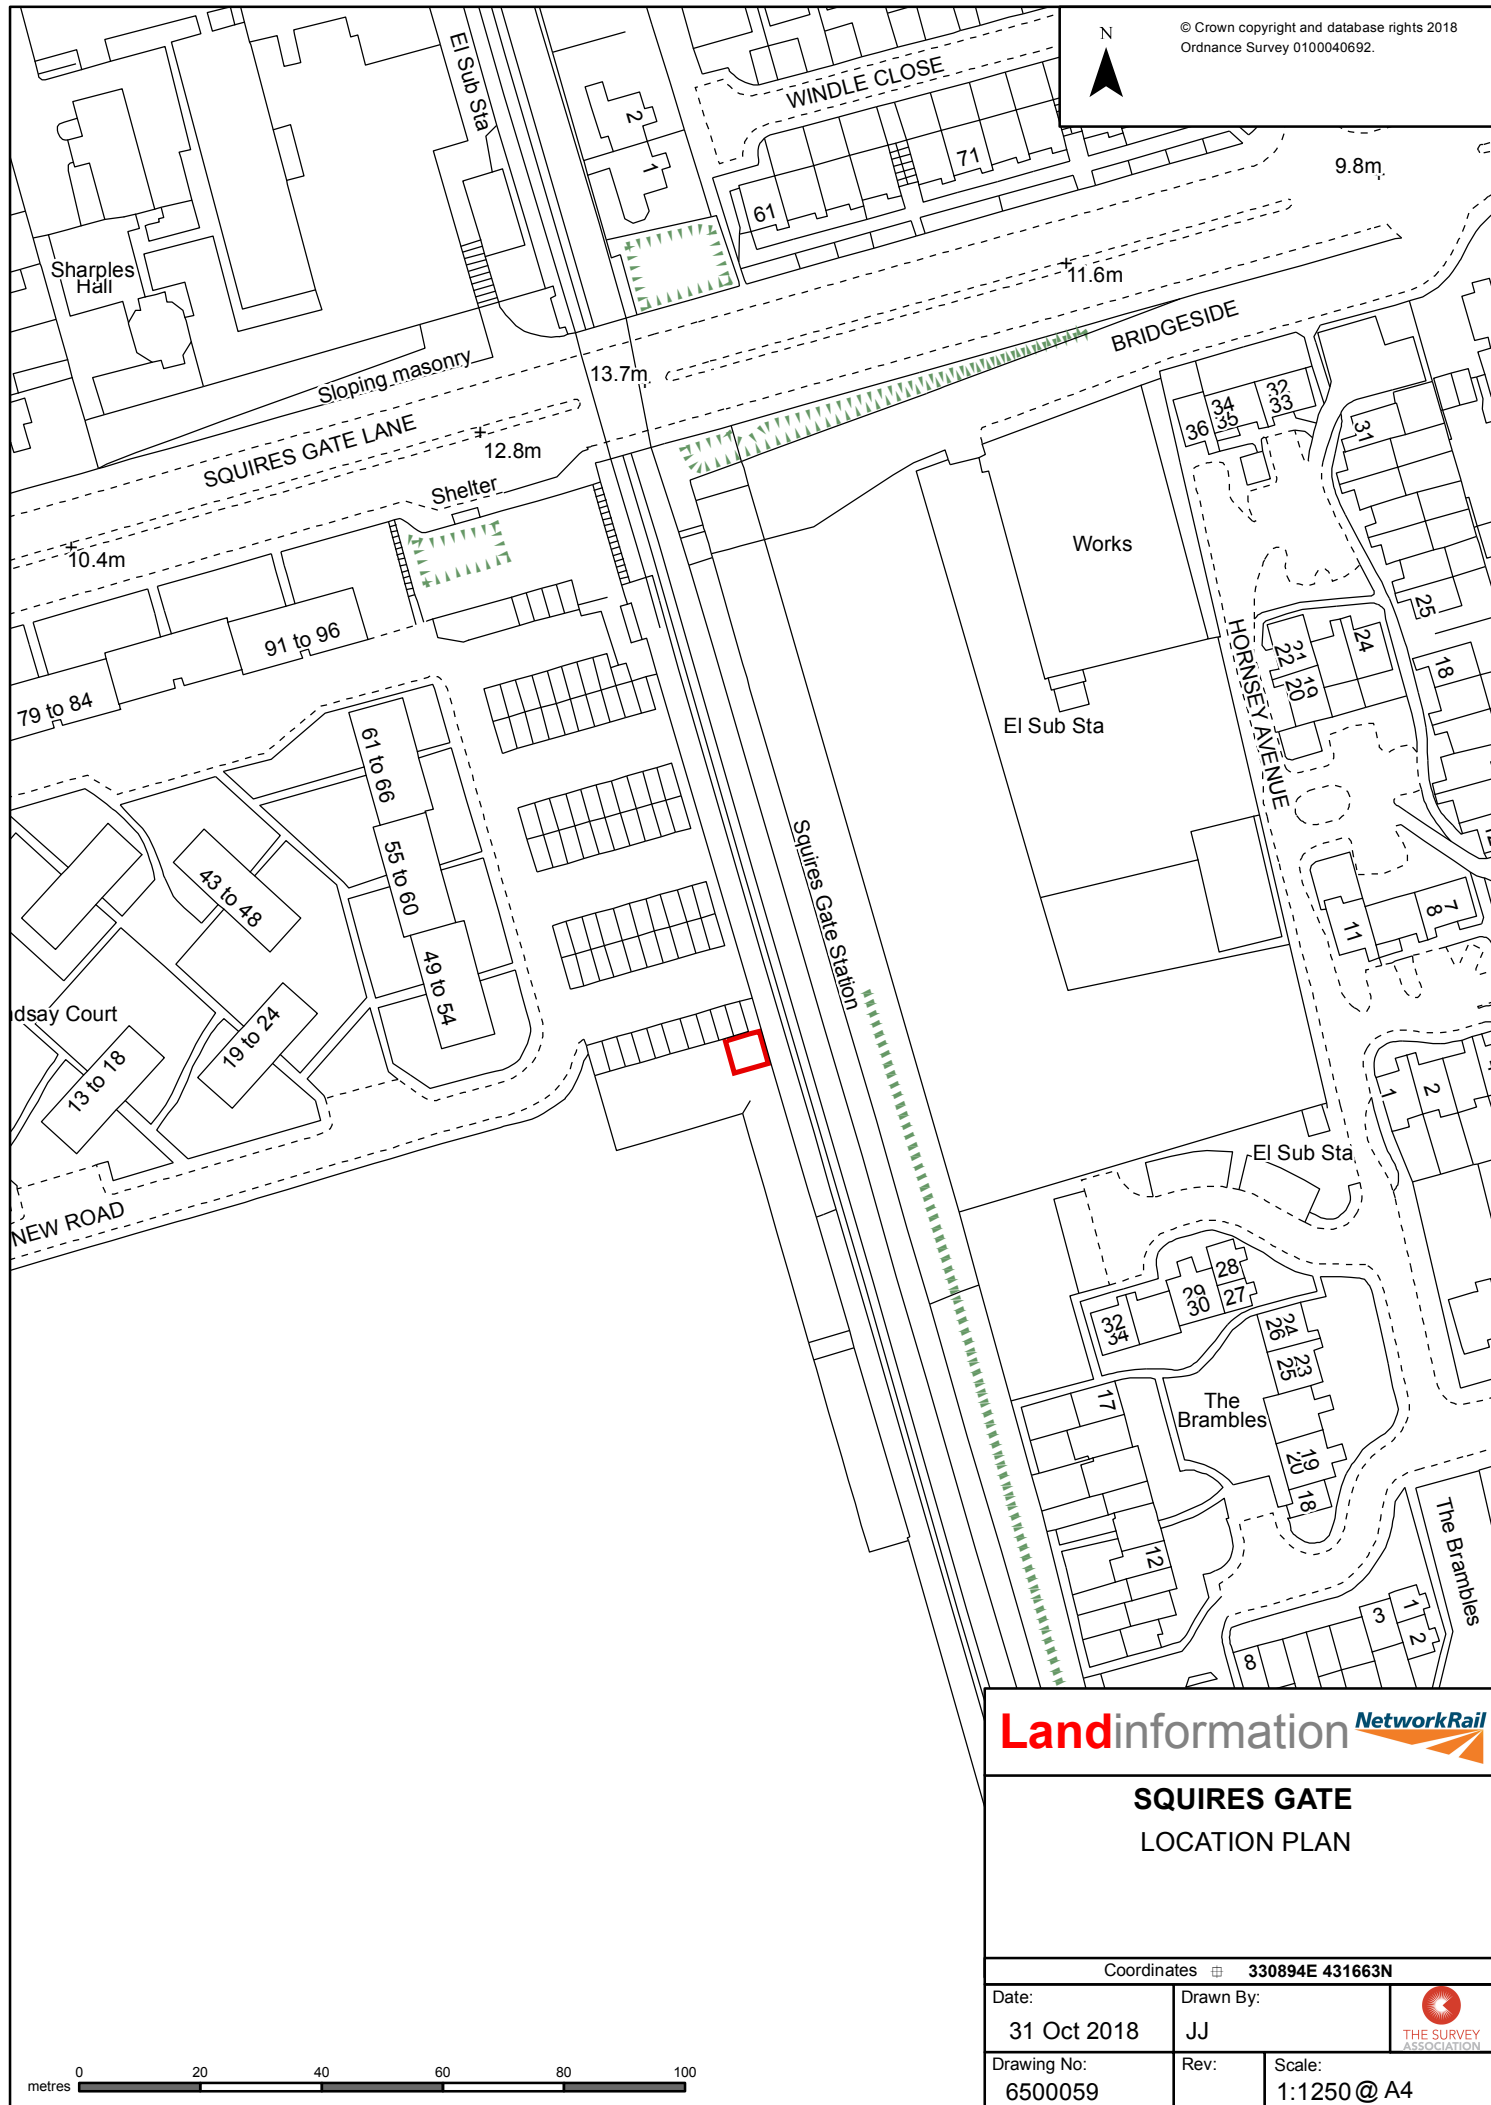 © Crown copyright and database rights 2018
Ordnance Survey 0100040692.
N
El Sub Sta
WINDLE CLOSE
2
1
71
61
9.8m
Sharples
Hall
11.6m
BRIDGESIDE
Sloping masonry
13.7m
SQUIRES GATE LANE
12.8m
Shelter
10.4m
32
33
34
35
36
31
Works
25
91 to 96
79 to 84
HORNSEY AVENUE
21
22
24
19
20
18
El Sub Sta
61 to 66
55 to 60
49 to 54
43 to 48
Squires Gate Station
7
8
11
dsay Court
19 to 24
13 to 18
1
2
El Sub Sta
NEW ROAD
28
29
30
27
32
34
24
26
23
25
17
The
Brambles
19
20
18
The Brambles
12
3
1
2
8
Landinformation NetworkRail
SQUIRES GATE
LOCATION PLAN
Coordinates 330894E 431663N
Date:
31 Oct 2018
Drawn By:
JJ
THE SURVEY
ASSOCIATION
Drawing No:
6500059
Rev:
Scale:
1:1250 @ A4
0 20 40 60 80 100
metres